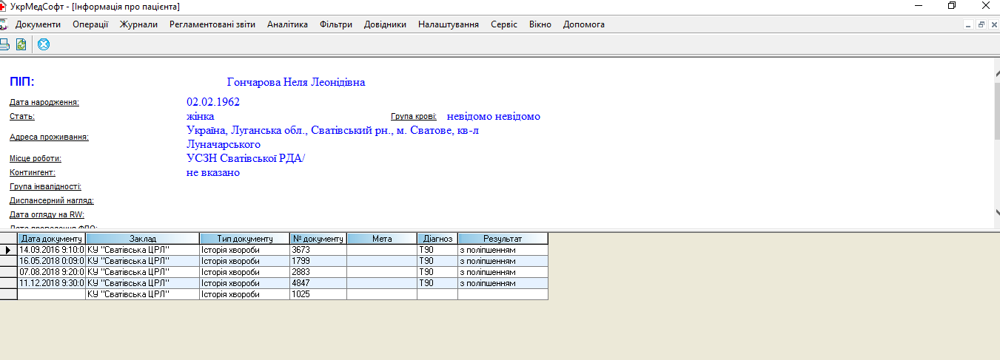 УкрМедСофт - [Інформація про пацієнта]
Документи Операції Журнали Регламентовані звіти Аналітика Фільтри Довідники Налаштування Сервіс Вікно Допомога
ПІП: Гончарова Неля Леонідівна
Дата народження: 02.02.1962
Стать: жінка Група крові: невідомо невідомо
Адреса проживання: Україна, Луганська обл., Сватівський рн., м. Сватове, кв-л
Луначарського
Місце роботи: УСЗН Сватівської РДА/
Контингент: не вказано
Група інвалідності:
Диспансерний нагляд:
Дата огляду на RW:
Дата проведення ФЛО:
Дата документу Заклад Тип документу № документу Мета Діагноз Результат
14.09.2016 9:10:0 КУ "Сватівська ЦРЛ" Історія хвороби 3673 T90 з поліпшенням
16.05.2018 0:09:0 КУ "Сватівська ЦРЛ" Історія хвороби 1799 T90 з поліпшенням
07.08.2018 9:20:0 КУ "Сватівська ЦРЛ" Історія хвороби 2883 T90 з поліпшенням
11.12.2018 9:30:0 КУ "Сватівська ЦРЛ" Історія хвороби 4847 T90 з поліпшенням
КУ "Сватівська ЦРЛ" Історія хвороби 1025